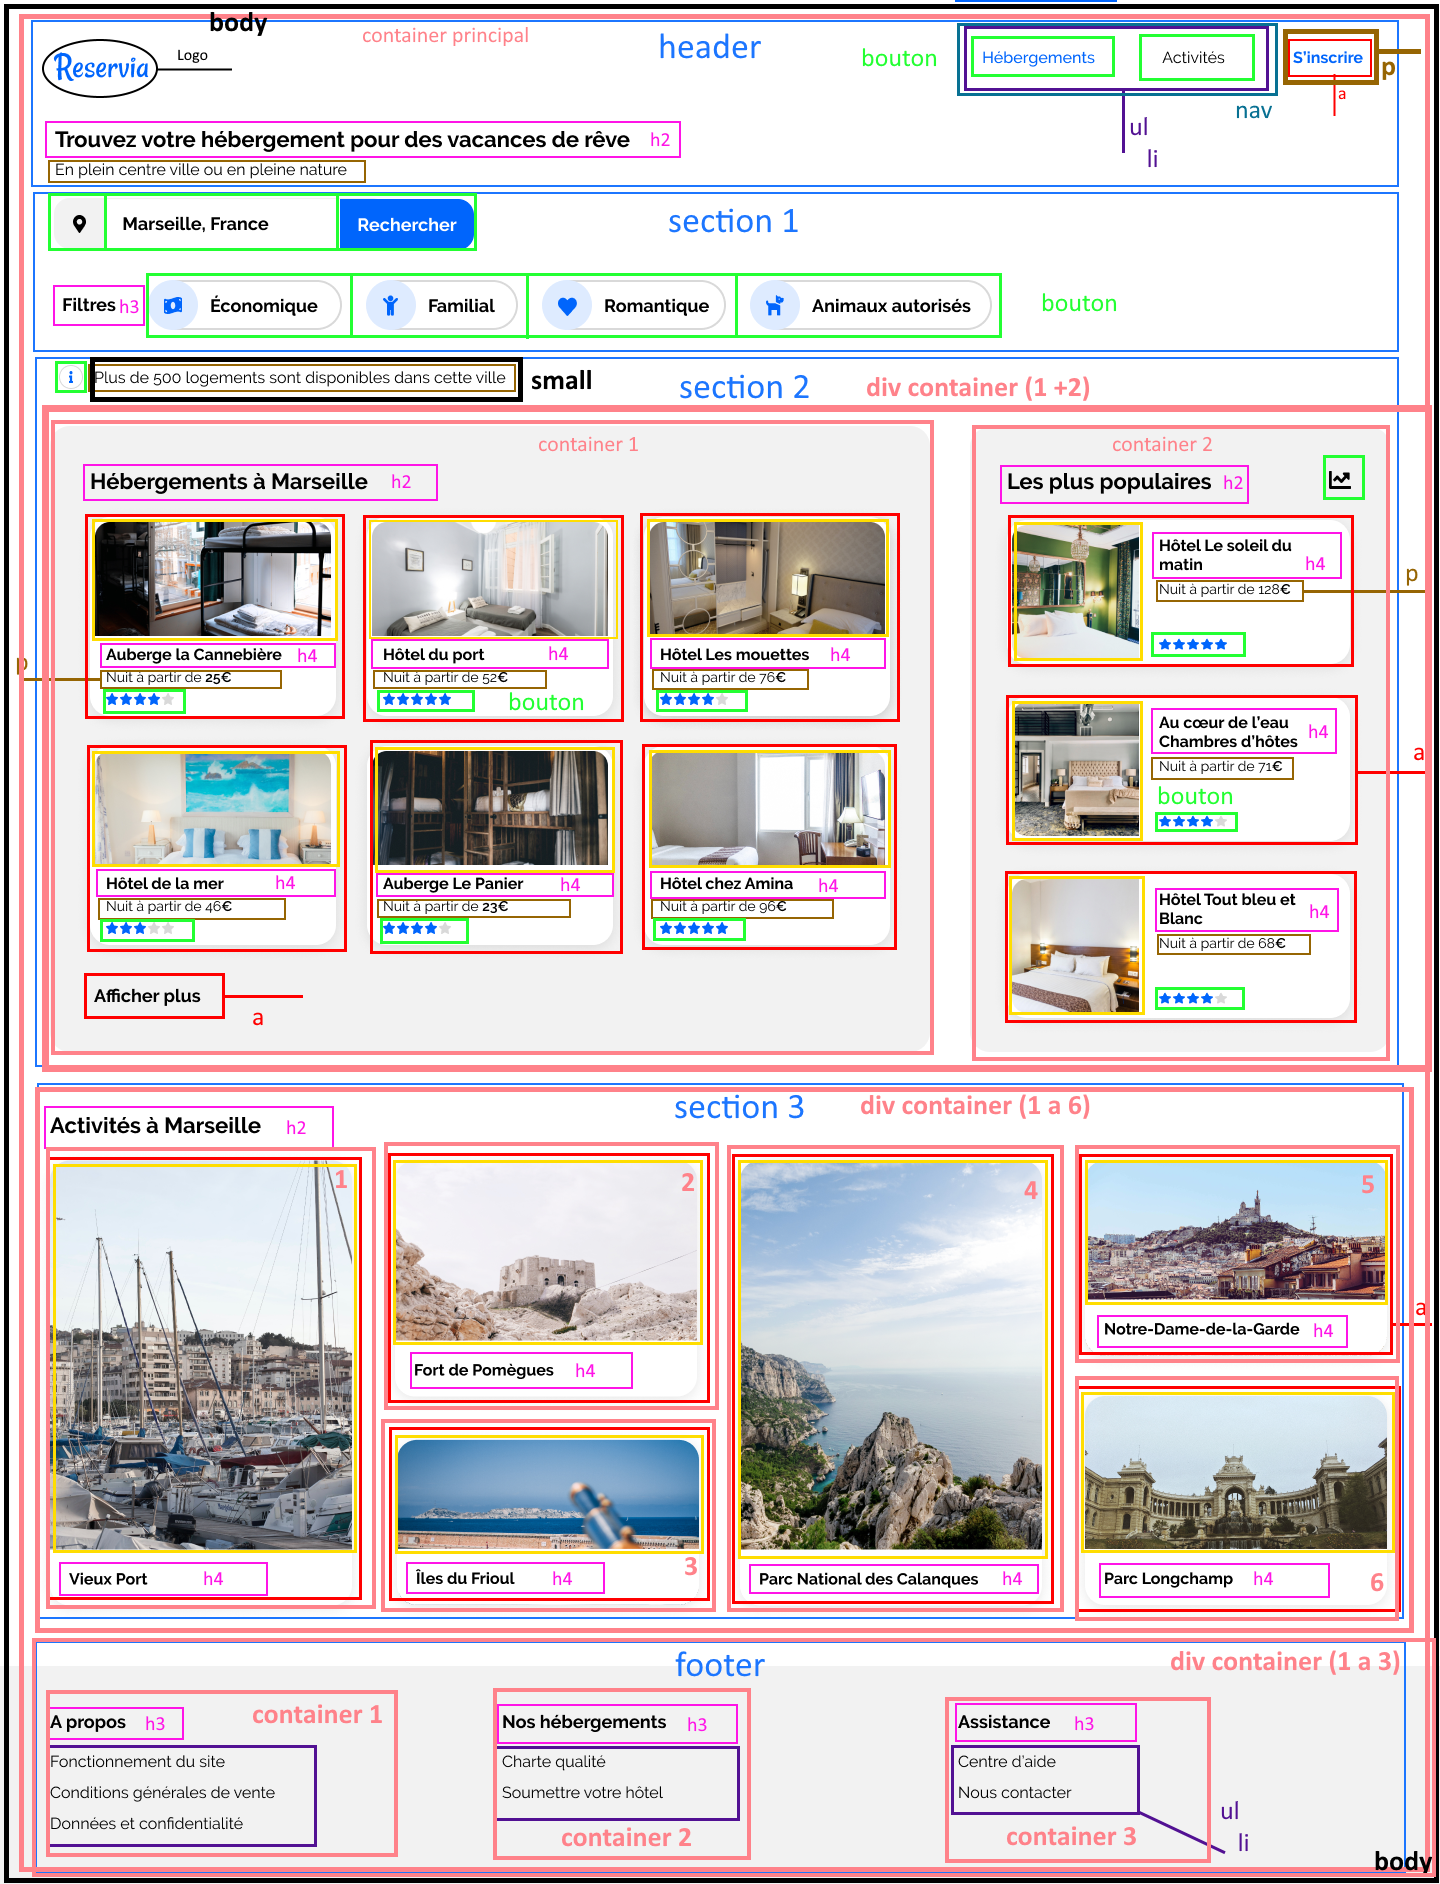 body
container principal
header
bouton
Reservia
Logo
Hébergements
Activités
S'inscrire
p
a
nav
ul
li
Trouvez votre hébergement pour des vacances de rêve
h2
En plein centre ville ou en pleine nature
Marseille, France
Rechercher
section 1
Filtres
h3
Économique
Familial
Romantique
Animaux autorisés
bouton
Plus de 500 logements sont disponibles dans cette ville
small
section 2
div container (1 +2)
container 1
Hébergements à Marseille
h2
Auberge la Cannebière
h4
p
Nuit à partir de 25€
Hôtel du port
h4
Nuit à partir de 52€
bouton
Hôtel Les mouettes
h4
Nuit à partir de 76€
Hôtel de la mer
h4
Nuit à partir de 46€
Auberge Le Panier
h4
Nuit à partir de 23€
Hôtel chez Amina
h4
Nuit à partir de 96€
Afficher plus
a
container 2
Les plus populaires
h2
Hôtel Le soleil du
matin
h4
Nuit à partir de 128€
p
Au cœur de l'eau
Chambres d'hôtes
h4
Nuit à partir de 71€
a
bouton
Hôtel Tout bleu et
Blanc
h4
Nuit à partir de 68€
section 3
div container (1 a 6)
Activités à Marseille
h2
1
Vieux Port
h4
2
Fort de Pomègues
h4
3
Îles du Frioul
h4
4
Parc National des Calanques
h4
5
Notre-Dame-de-la-Garde
h4
a
Parc Longchamp
h4
6
footer
div container (1 a 3)
container 1
A propos
h3
Fonctionnement du site
Conditions générales de vente
Données et confidentialité
Nos hébergements
h3
Charte qualité
Soumettre votre hôtel
container 2
Assistance
h3
Centre d'aide
Nous contacter
container 3
ul
li
body